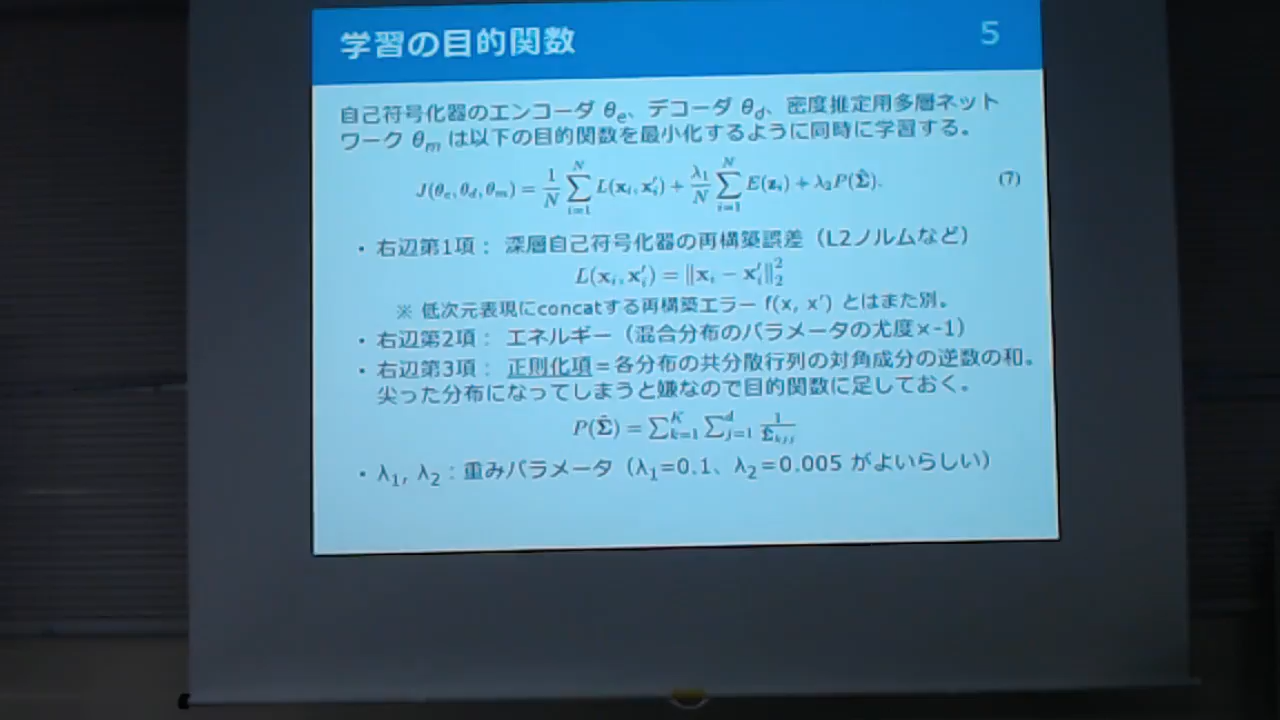 学習の目的関数
5
自己符号化器のエンコーダ θe、デコーダ θd、密度推定用多層ネット
ワーク θm は以下の目的関数を最小化するように同時に学習する。
J(θe, θd, θm) = 1/N ∑_{i=1}^{N} L(xi, x′i) + λ1/N ∑_{i=1}^{N} E(zi) + λ2P(Σ̂). (7)
・右辺第1項： 深層自己符号化器の再構築誤差（L2ノルムなど）
L(xi, x′i) = ‖xi − x′i‖₂²
※ 低次元表現にconcatする再構築エラー f(x, x′) とはまた別。
・右辺第2項： エネルギー（混合分布のパラメータの尤度×-1）
・右辺第3項： 正則化項＝各分布の共分散行列の対角成分の逆数の和。
尖った分布になってしまうと嫌なので目的関数に足しておく。
P(Σ̂) = ∑_{k=1}^{K} ∑_{j=1}^{d} 1/Σ̂kjj
・λ1, λ2：重みパラメータ（λ1=0.1、λ2=0.005 がよいらしい）